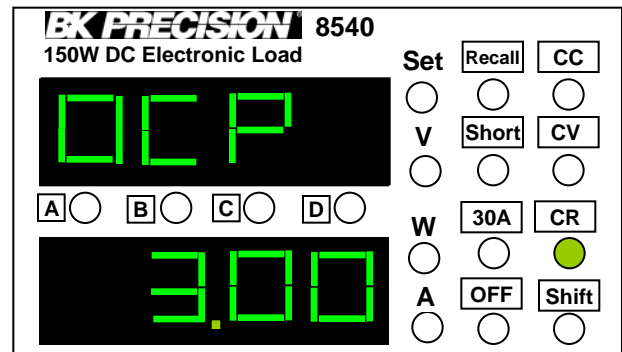 BK PRECISION 8540
150W DC Electronic Load
Set Recall CC
OCP
V Short CV
A B C D
W 30A CR
3.00
A OFF Shift